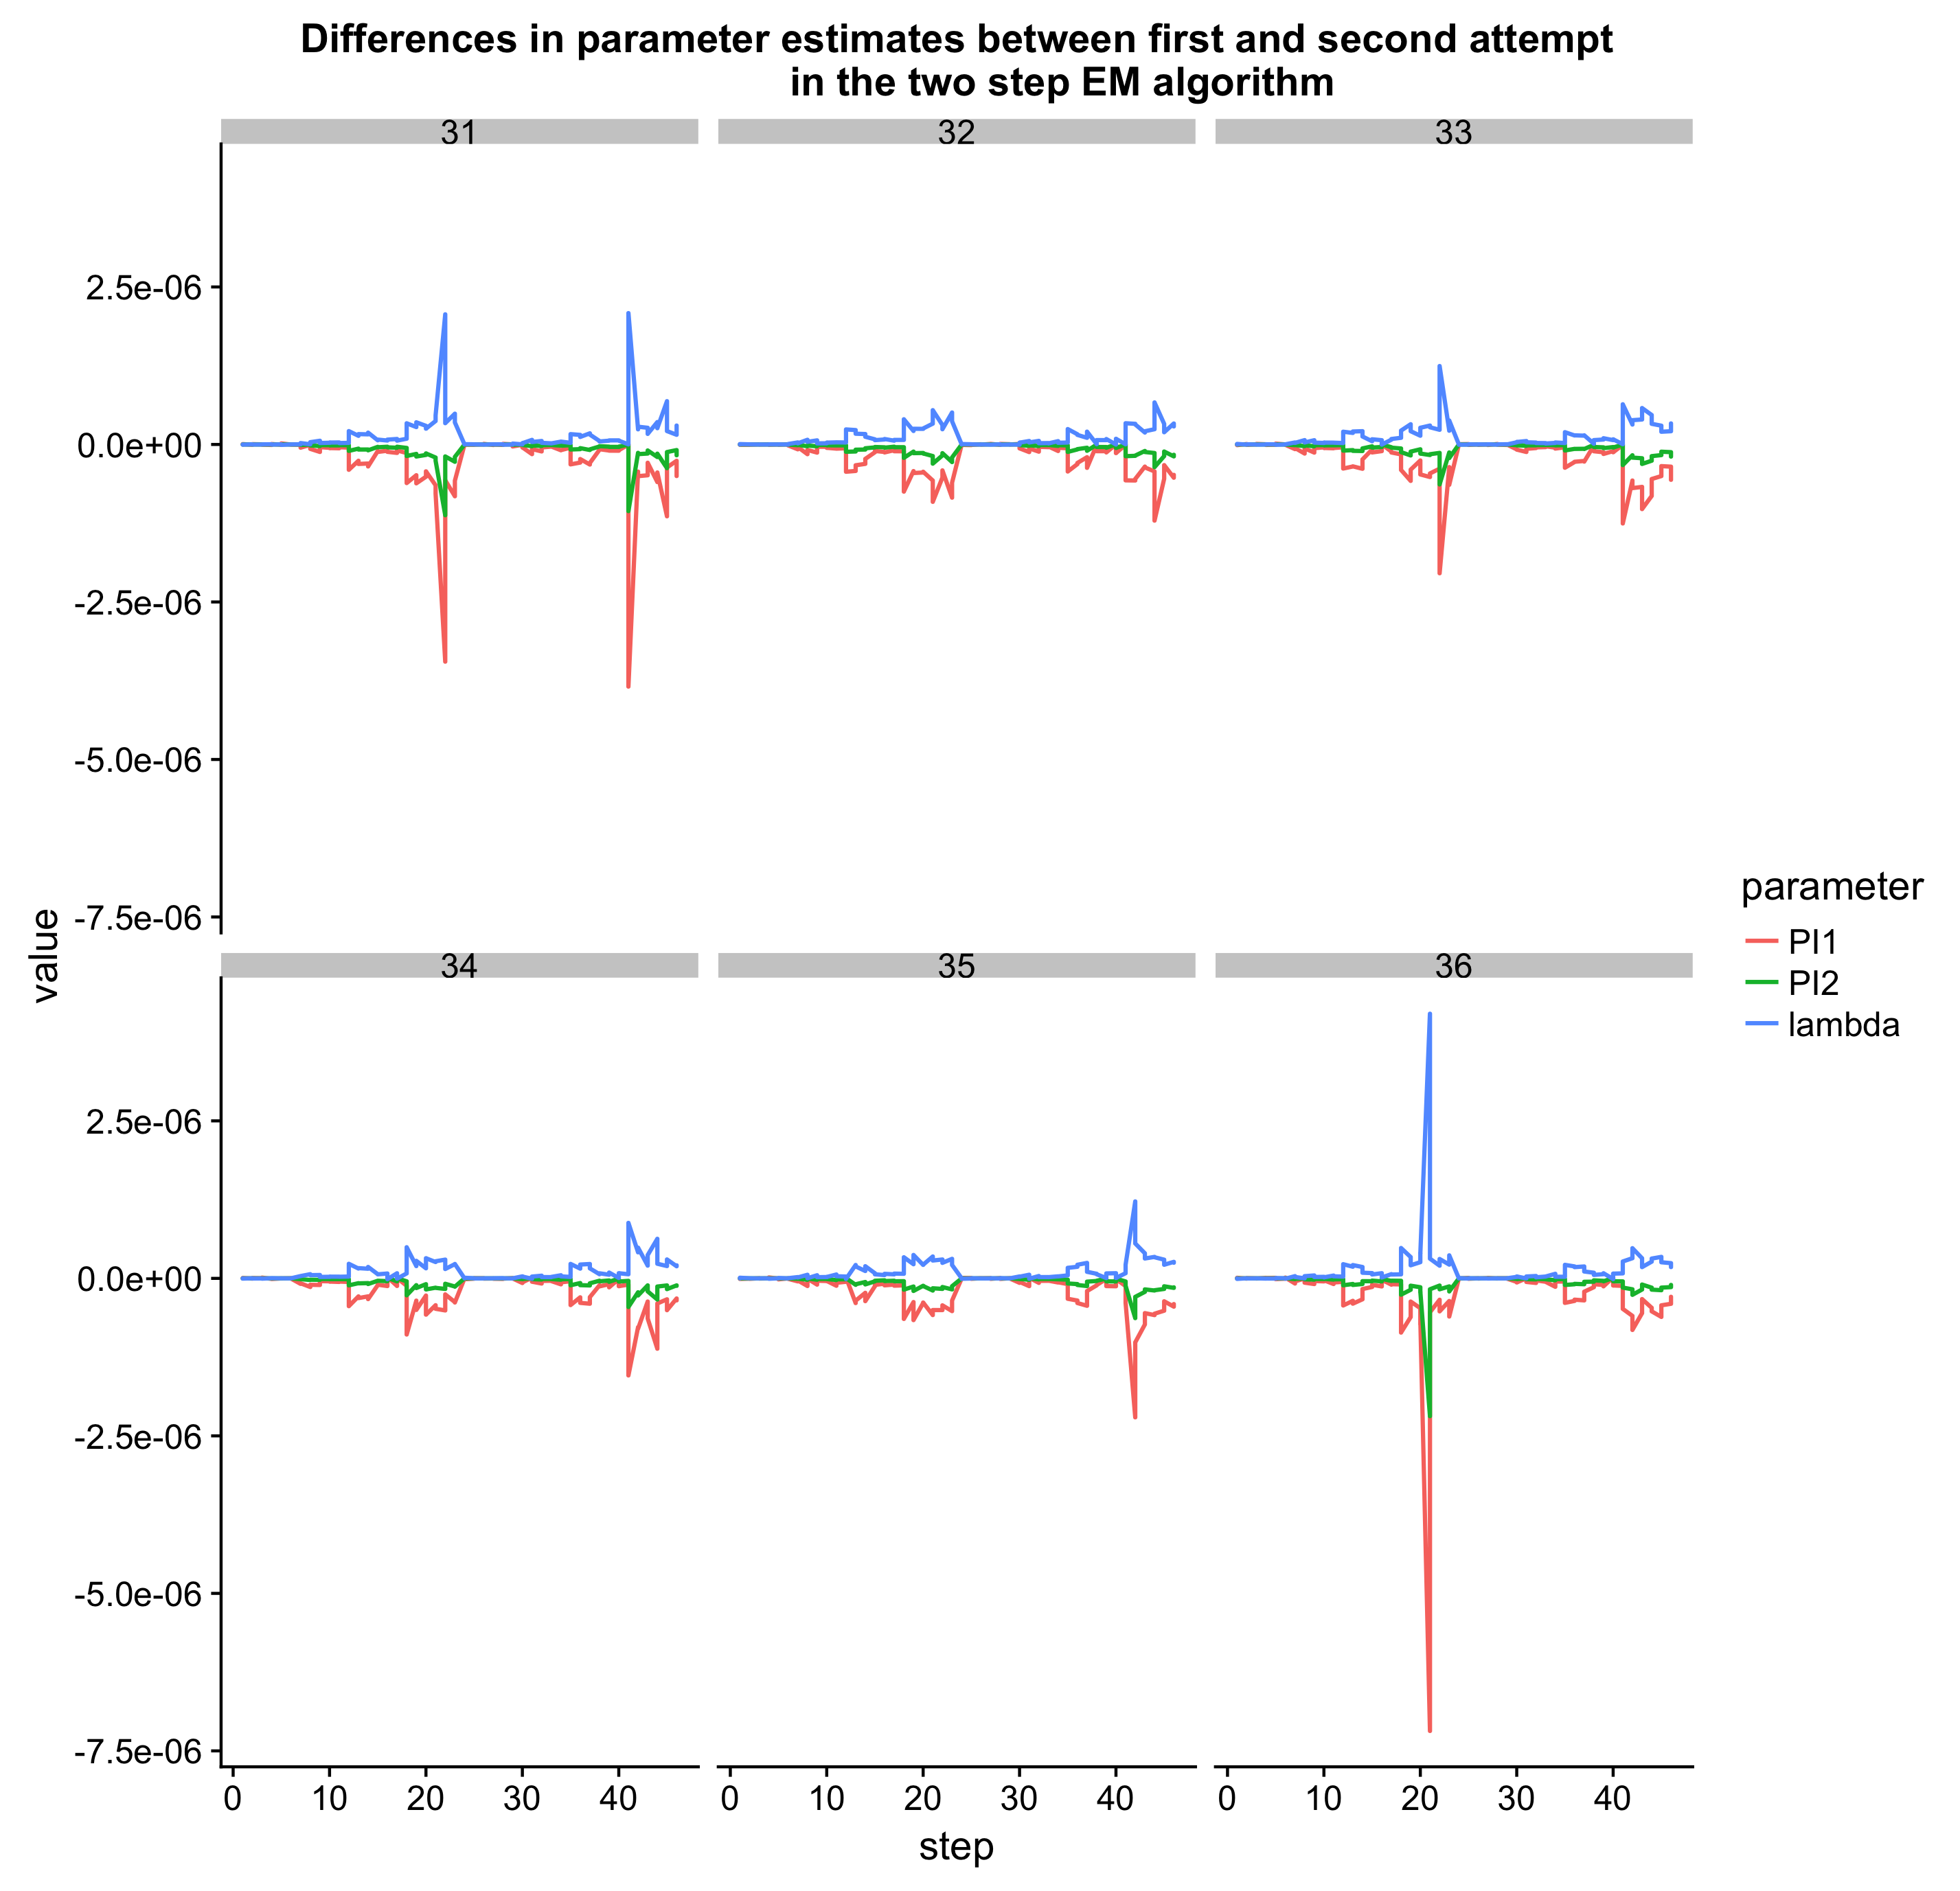 Differences in parameter estimates between first and second attempt
in the two step EM algorithm
31
32
33
2.5e-06
0.0e+00
-2.5e-06
-5.0e-06
-7.5e-06
34
35
36
2.5e-06
0.0e+00
-2.5e-06
-5.0e-06
-7.5e-06
0 10 20 30 40
0 10 20 30 40
0 10 20 30 40
step
value
parameter
PI1
PI2
lambda